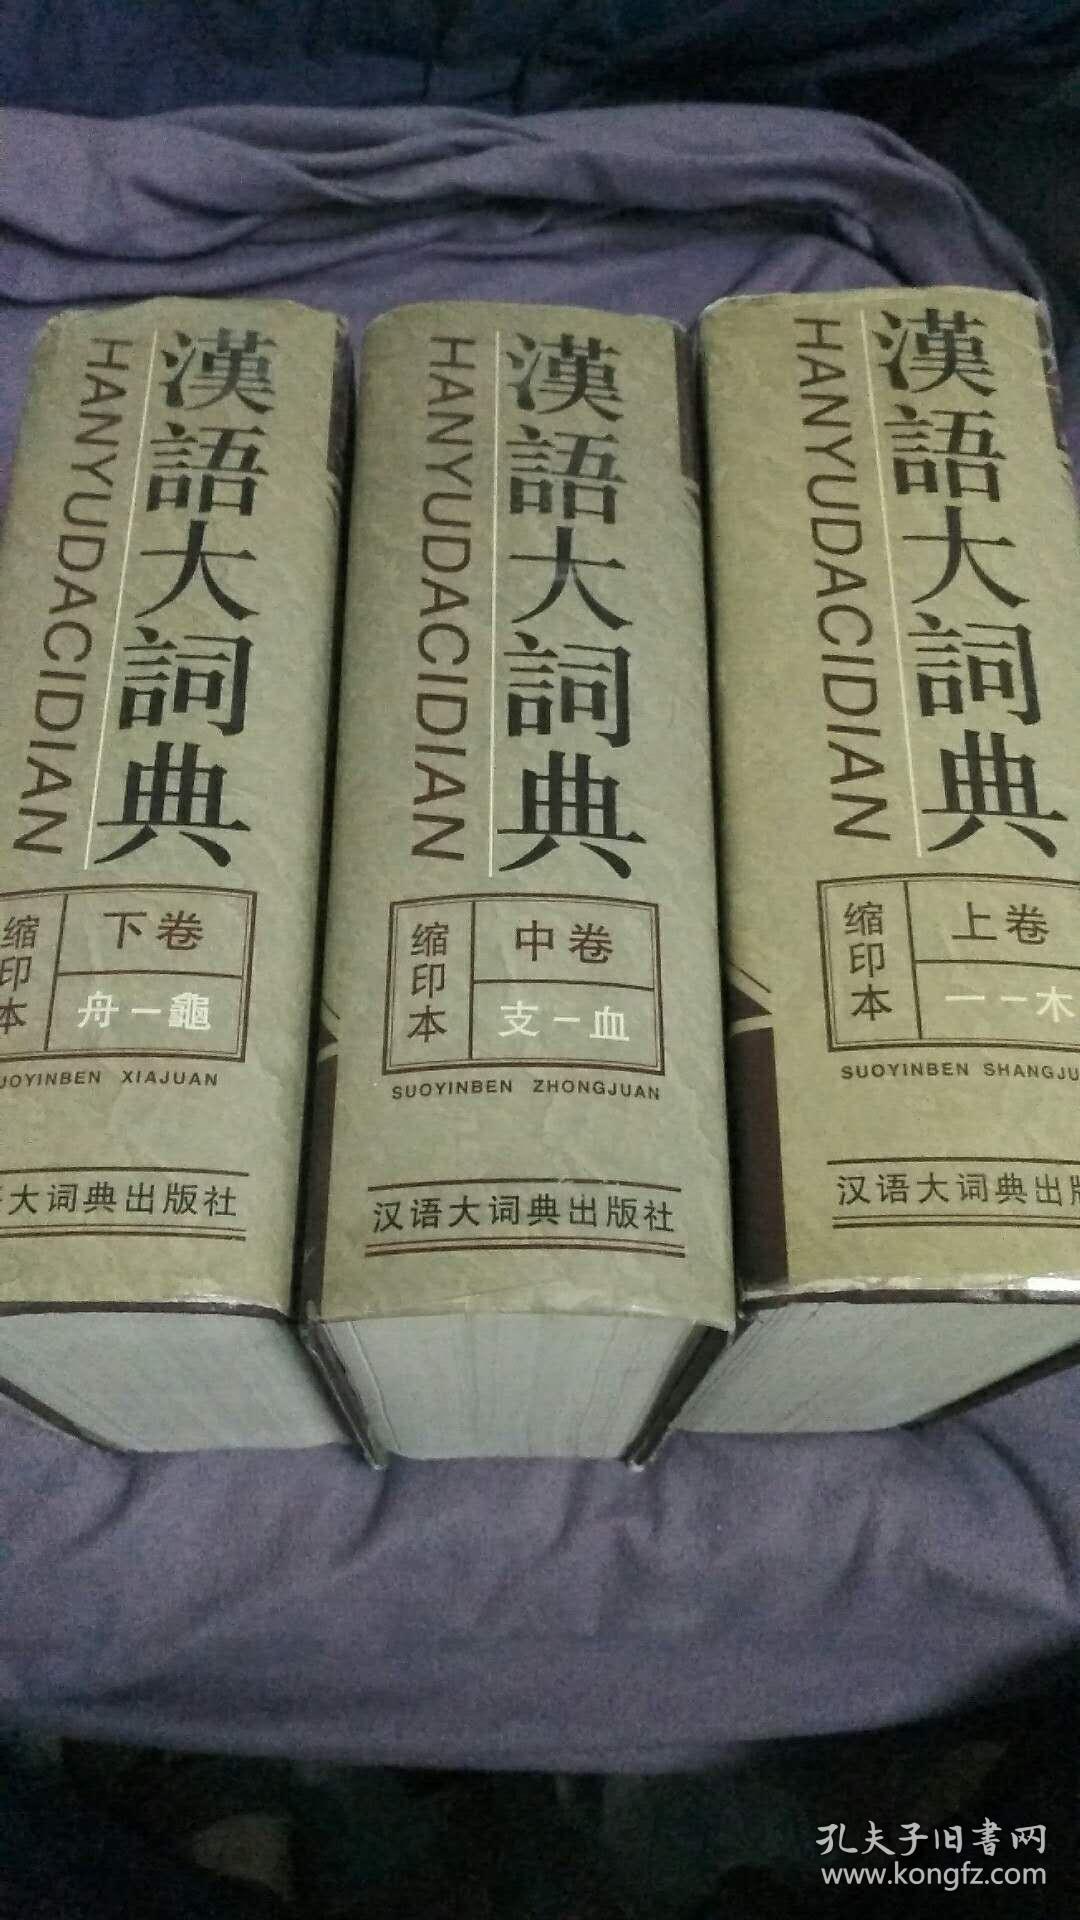 漢語大詞典
HANYUDACIDIAN
缩印本
下卷
舟－龜
UOYINBEN XIAJUAN
大词典出版社
漢語大詞典
HANYUDACIDIAN
缩印本
中卷
支－血
SUOYINBEN ZHONGJUAN
汉语大词典出版社
漢語大詞典
HANYUDACIDIAN
缩印本
上卷
一－木
SUOYINBEN SHANGJU
汉语大词典出版
孔夫子旧書网
www.kongfz.com